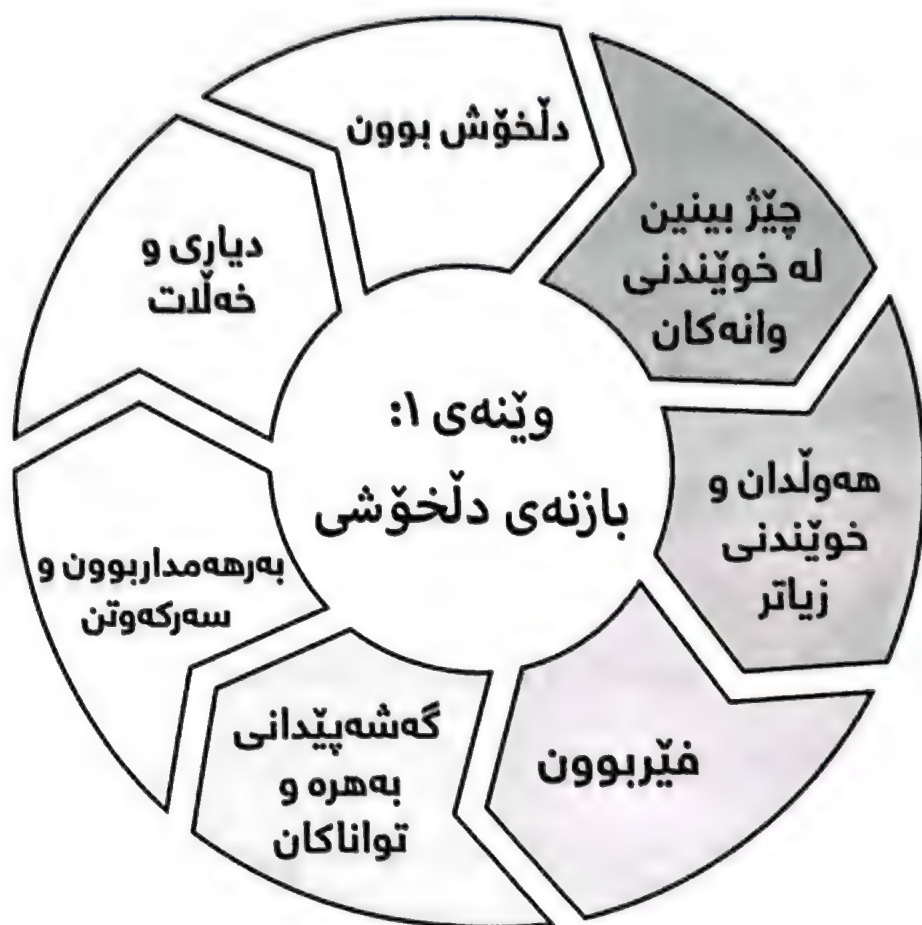 دڵخۆش بوون
چێژ بینین
لە خوێندنی
وانەکان
هەوڵدان و
خوێندنی
زیاتر
فێربوون
گەشەپێدانی
بەهرە و
تواناکان
بەرهەمداربوون و
سەرکەوتن
دیاری و
خەڵات
وێنەی ١:
بازنەی دڵخۆشی